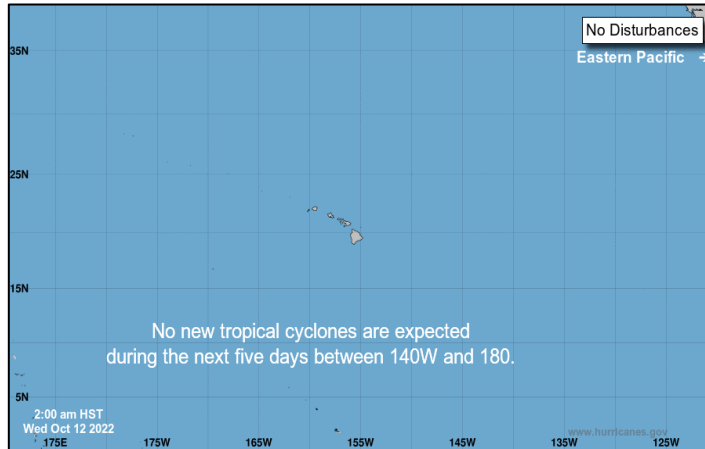 No Disturbances
35N
Eastern Pacific →
25N
15N
No new tropical cyclones are expected
during the next five days between 140W and 180.
5N
2:00 am HST
Wed Oct 12 2022
www.hurricanes.gov
175E 175W 165W 155W 145W 135W 125W